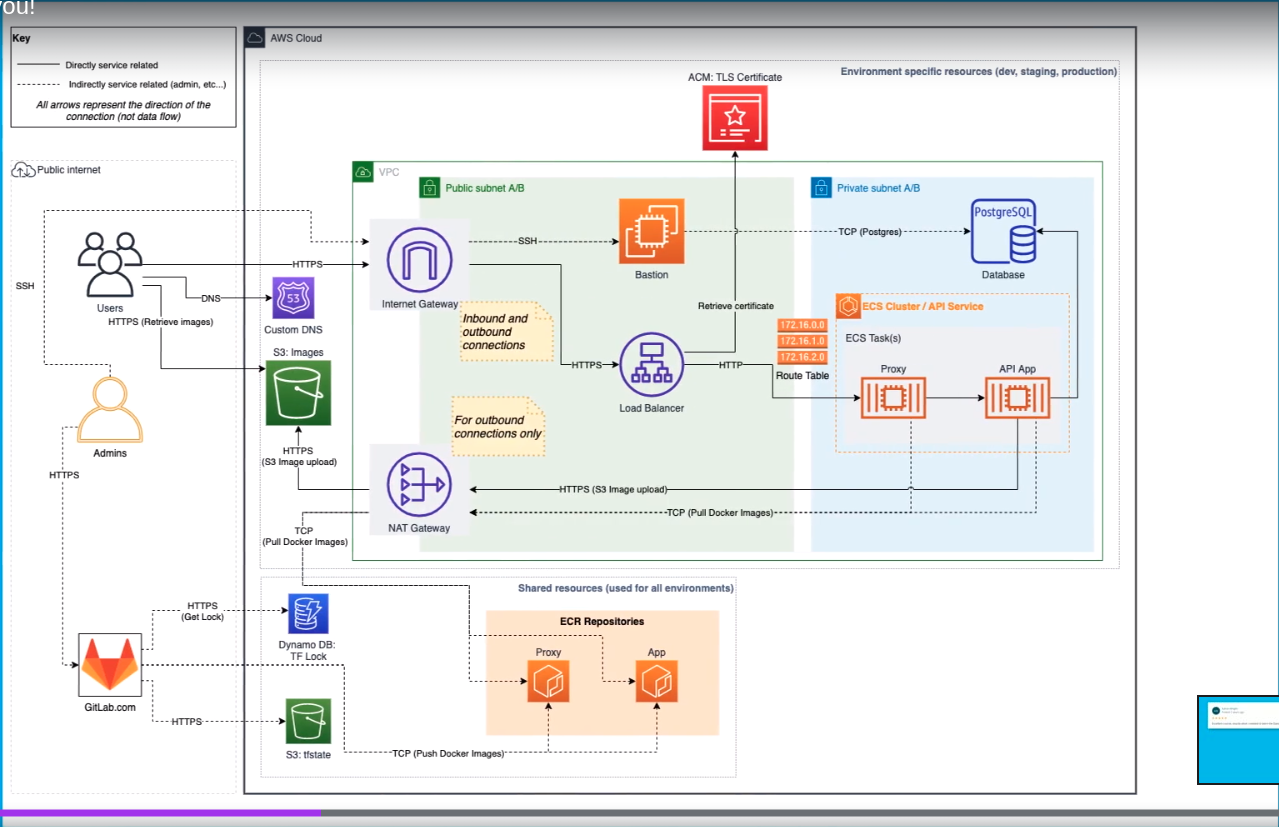 you!
Key
Directly service related
Indirectly service related (admin, etc...)
All arrows represent the direction of the
connection (not data flow)
AWS Cloud
Environment specific resources (dev, staging, production)
ACM: TLS Certificate
Public internet
VPC
Public subnet A/B
Private subnet A/B
PostgreSQL
SSH
TCP (Postgres)
Bastion
Database
HTTPS
Internet Gateway
SSH
Users
DNS
S3
Custom DNS
HTTPS (Retrieve images)
Inbound and
outbound
connections
Retrieve certificate
ECS Cluster / API Service
172.16.0.0
172.16.1.0
172.16.2.0
Route Table
ECS Task(s)
Proxy
API App
S3: Images
HTTPS
HTTP
Load Balancer
For outbound
connections only
Admins
HTTPS
(S3 Image upload)
HTTPS
HTTPS (S3 Image upload)
TCP (Pull Docker Images)
NAT Gateway
TCP
(Pull Docker Images)
Shared resources (used for all environments)
HTTPS
(Get Lock)
Dynamo DB:
TF Lock
ECR Repositories
Proxy
App
GitLab.com
HTTPS
S3: tfstate
TCP (Push Docker Images)